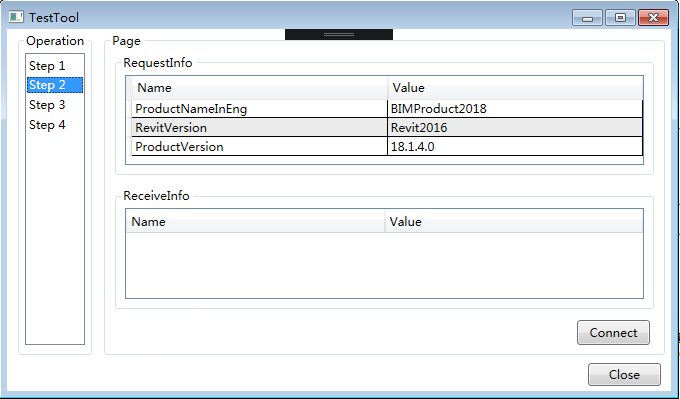 TestTool
Operation
Step 1
Step 2
Step 3
Step 4
Page
RequestInfo
Name Value
ProductNameInEng BIMProduct2018
RevitVersion Revit2016
ProductVersion 18.1.4.0
ReceiveInfo
Name Value
Connect
Close